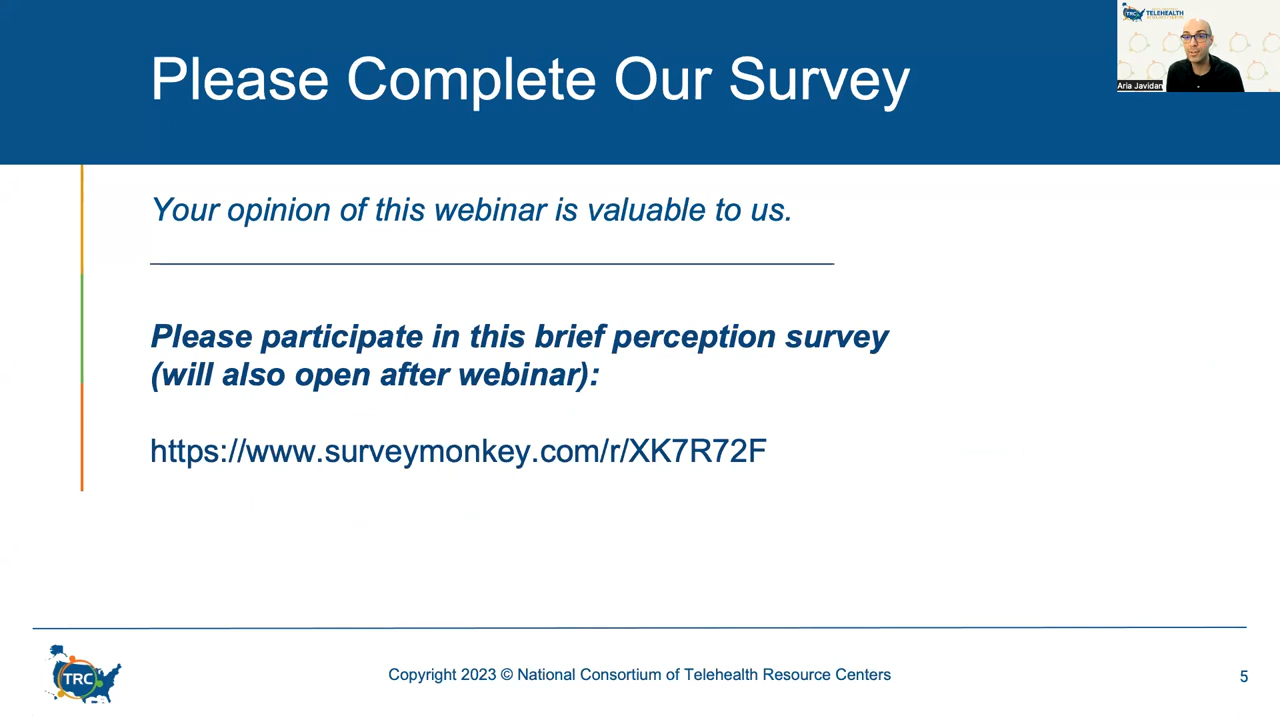 Please Complete Our Survey
TRC
TELEHEALTH
Aria Javidan
Your opinion of this webinar is valuable to us.
Please participate in this brief perception survey
(will also open after webinar):
https://www.surveymonkey.com/r/XK7R72F
TRC
Copyright 2023 © National Consortium of Telehealth Resource Centers
5